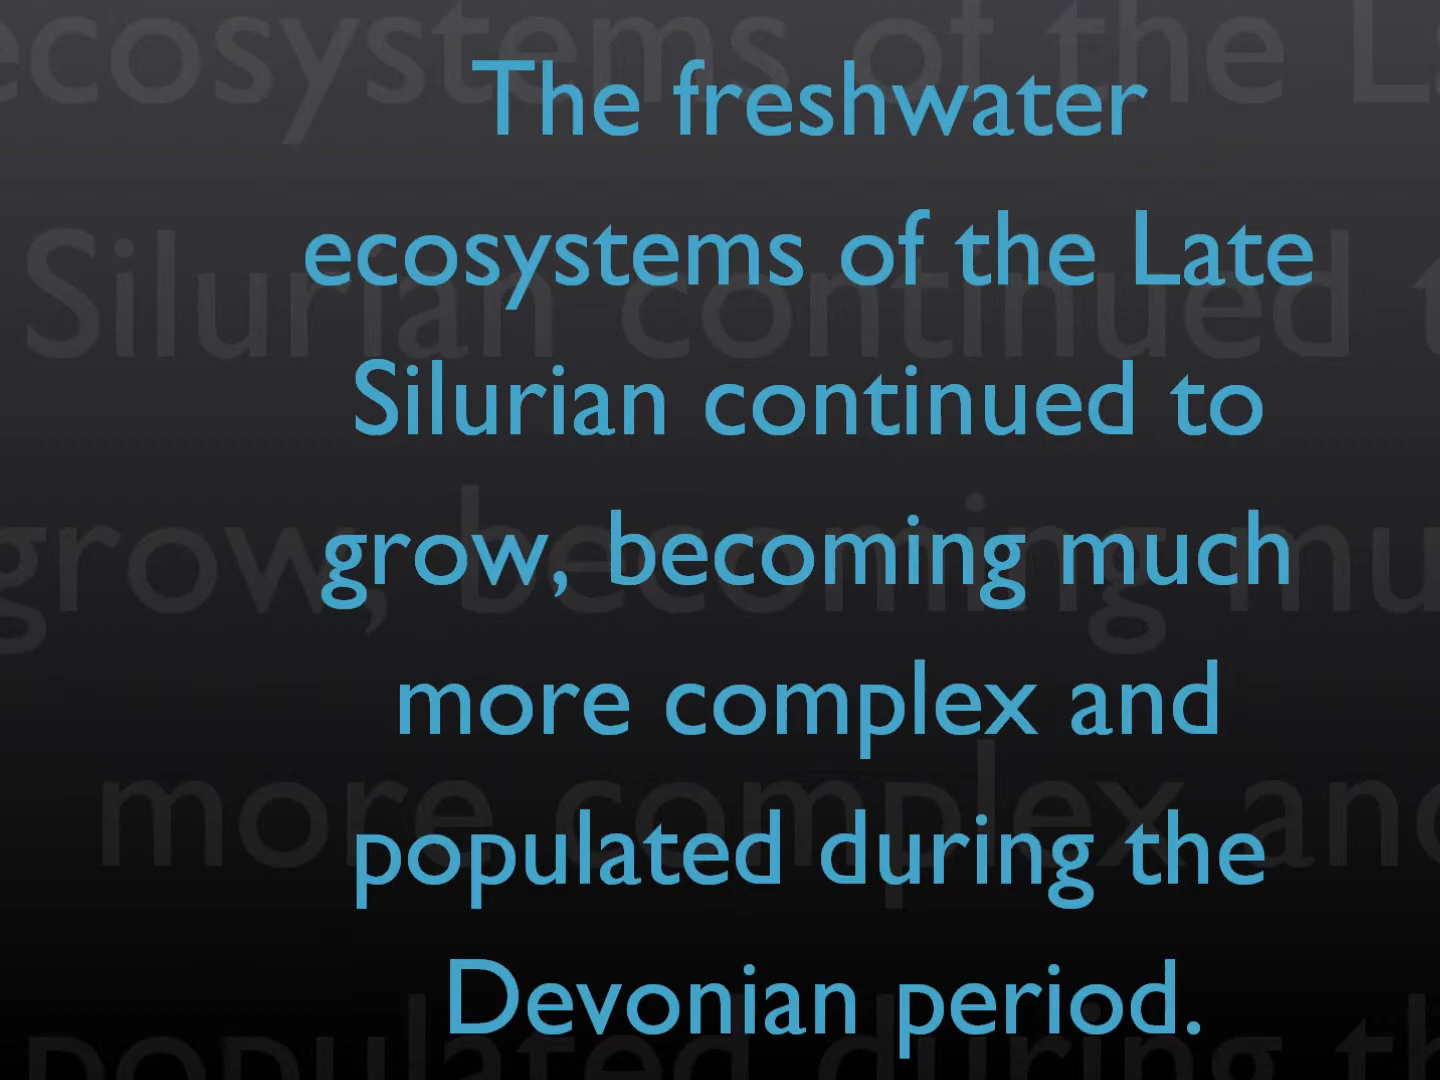 The freshwater
ecosystems of the Late
Silurian continued to
grow, becoming much
more complex and
populated during the
Devonian period.